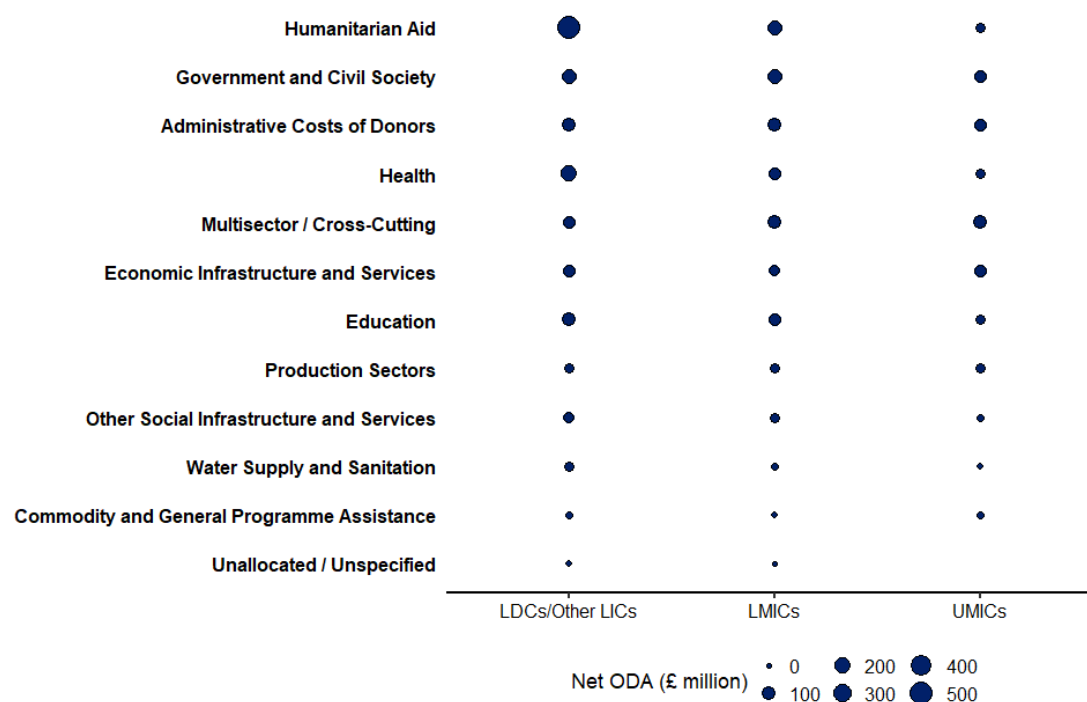 Humanitarian Aid
Government and Civil Society
Administrative Costs of Donors
Health
Multisector / Cross-Cutting
Economic Infrastructure and Services
Education
Production Sectors
Other Social Infrastructure and Services
Water Supply and Sanitation
Commodity and General Programme Assistance
Unallocated / Unspecified
LDCs/Other LICs LMICs UMICs
Net ODA (£ million) 0 200 400
100 300 500